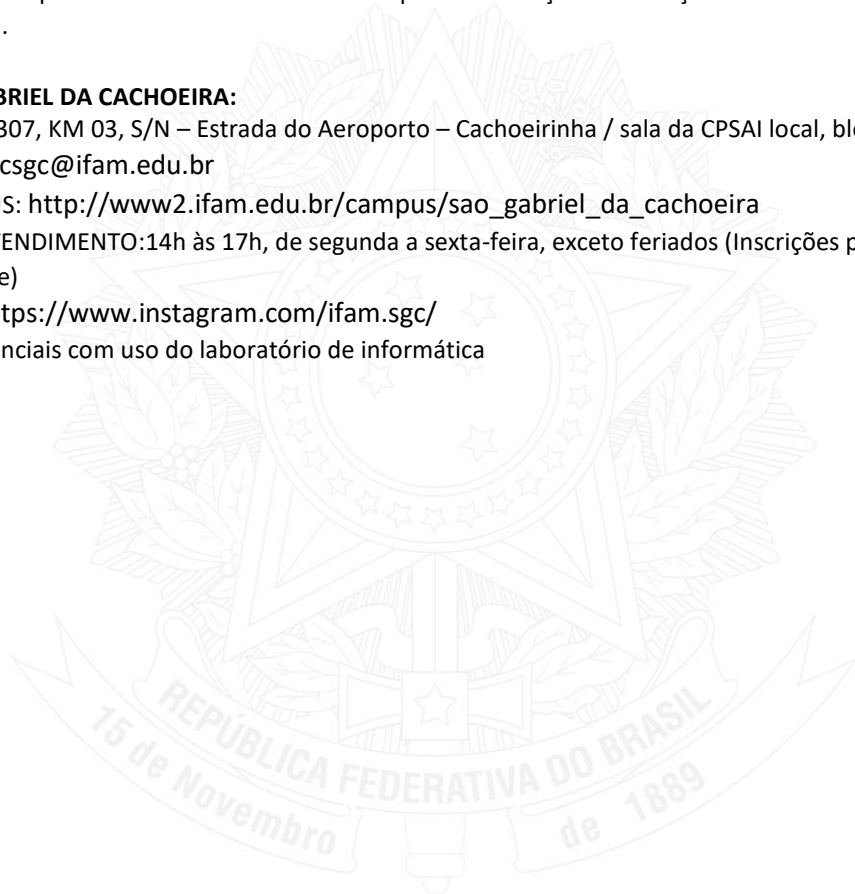 .
BRIEL DA CACHOEIRA:
307, KM 03, S/N – Estrada do Aeroporto – Cachoeirinha / sala da CPSAI local, blo
csgc@ifam.edu.br
US: http://www2.ifam.edu.br/campus/sao_gabriel_da_cachoeira
TENDIMENTO:14h às 17h, de segunda a sexta-feira, exceto feriados (Inscrições p
e)
tps://www.instagram.com/ifam.sgc/
nciais com uso do laboratório de informática
REPÚBLICA FEDERATIVA DO BRASIL
15 de Novembro de 1889